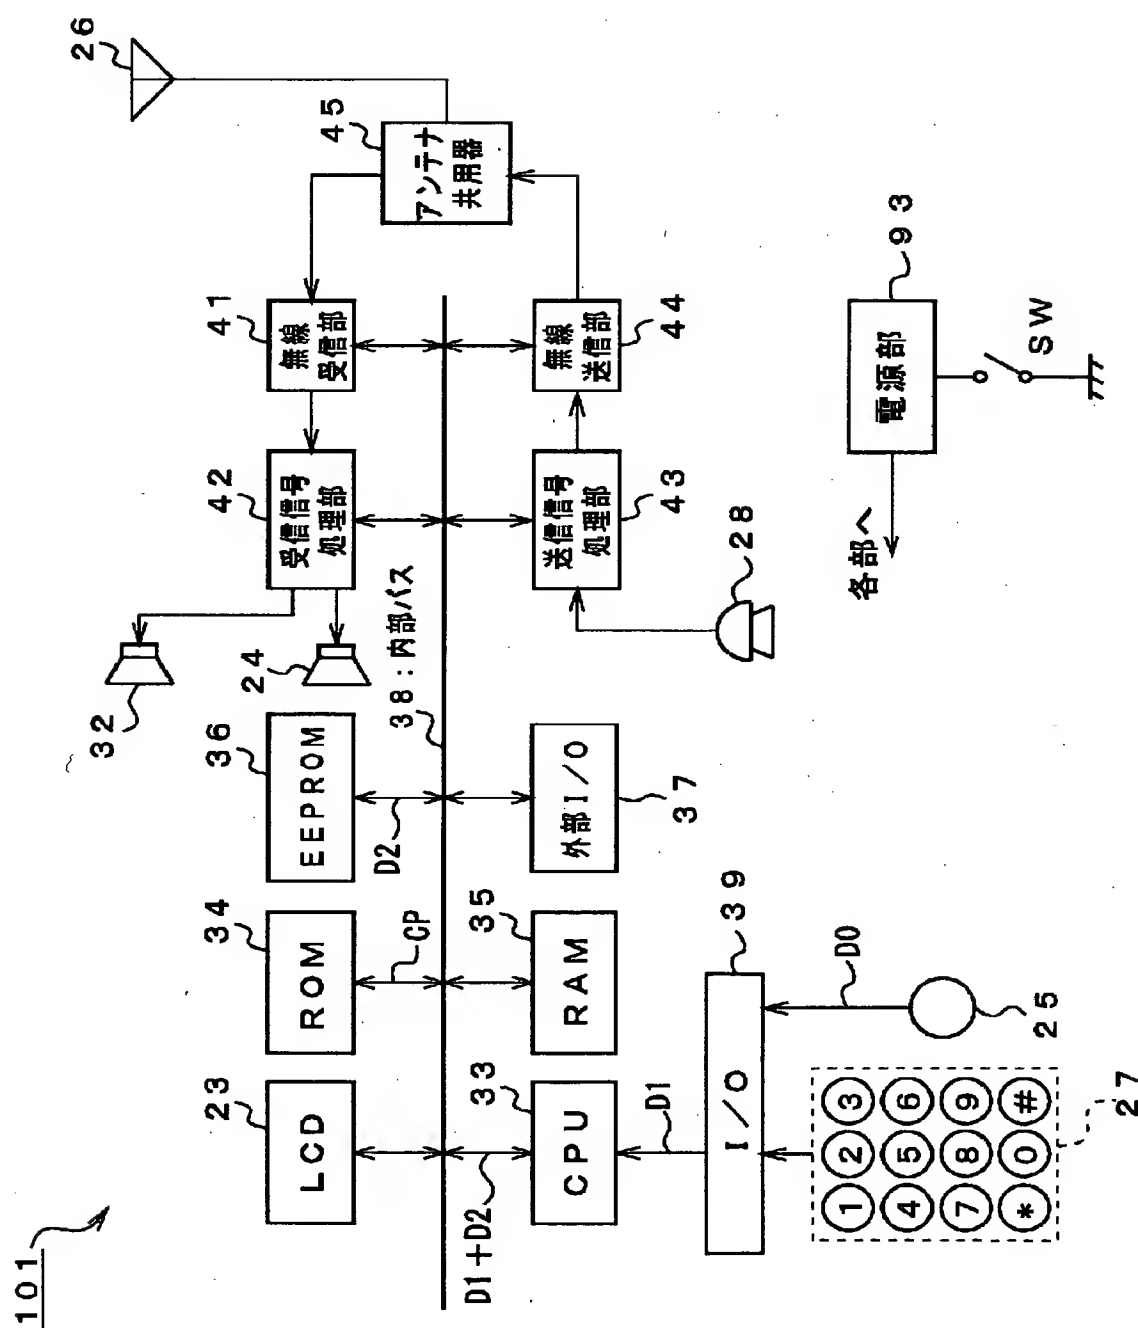 101
23
LCD
34
ROM
36
EEPROM
32
24
42
受信信号
処理部
41
無線
受信部
26
45
アンテナ
共用器
CP
D2
38：内部バス
D1+D2
33
CPU
35
RAM
外部I/O
37
送信信号
処理部
43
無線
送信部
44
28
D1
I/O
39
D0
25
1 2 3
4 5 6
7 8 9
* 0 #
27
各部へ
電源部
93
SW